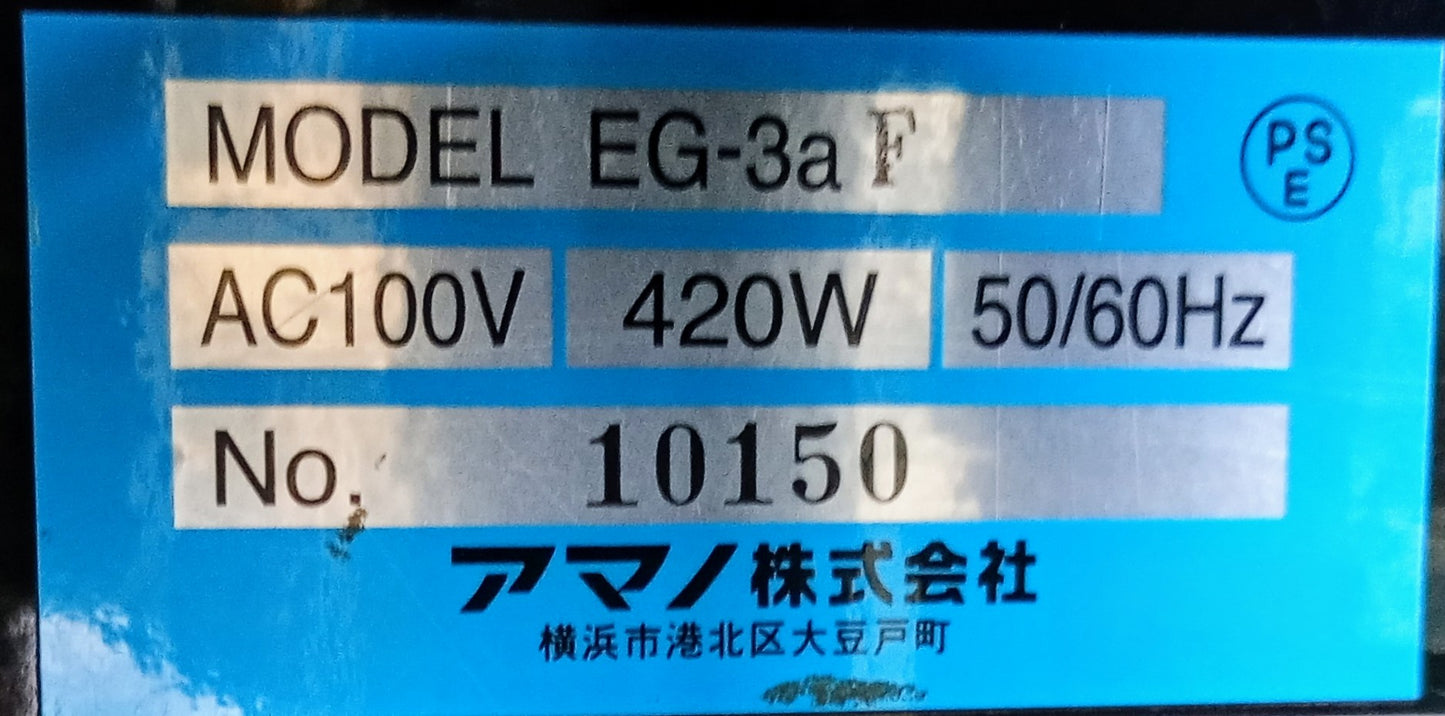 MODEL EG-3a F
PS
E
AC100V 420W 50/60Hz
No. 10150
アマノ株式会社
横浜市港北区大豆戸町